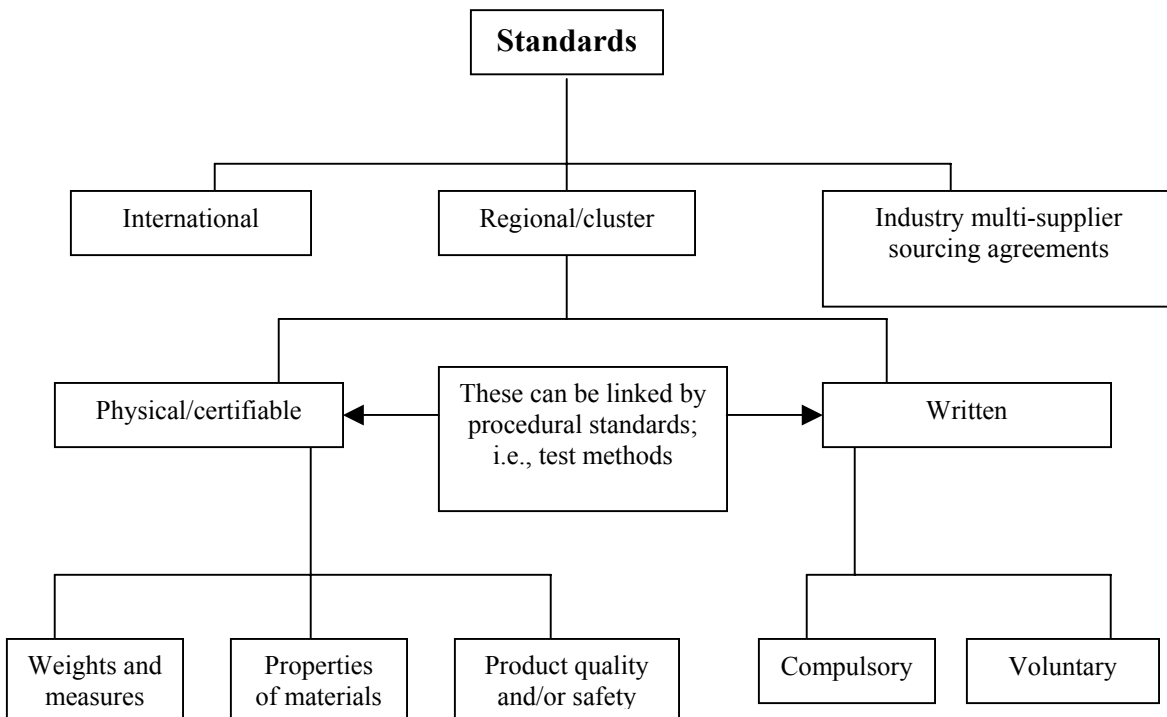 Standards
International
Regional/cluster
Industry multi-supplier
sourcing agreements
Physical/certifiable
These can be linked by
procedural standards;
i.e., test methods
Written
Weights and
measures
Properties
of materials
Product quality
and/or safety
Compulsory
Voluntary